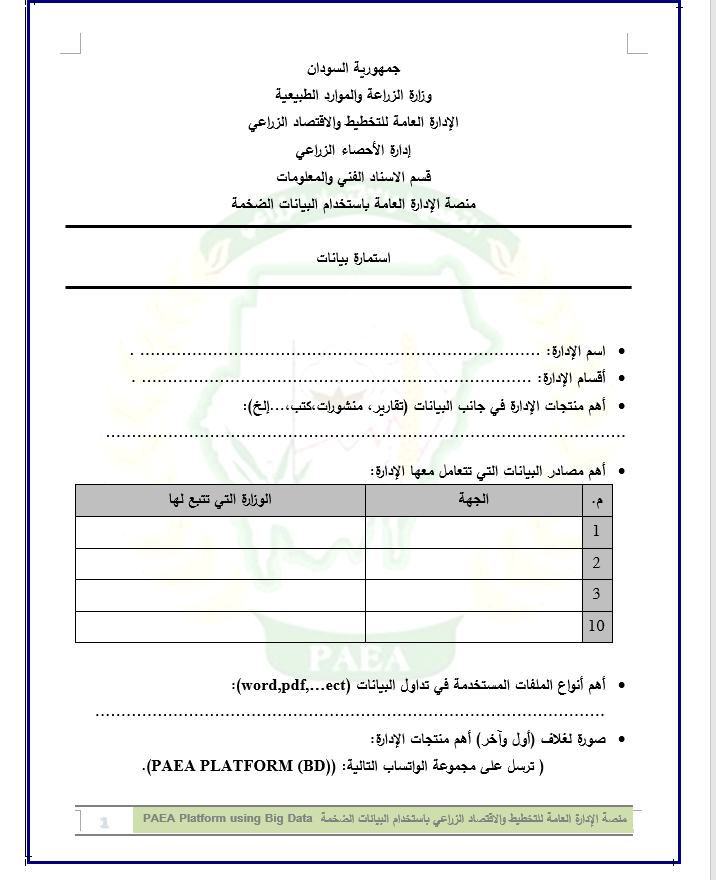 جمهورية السودان
وزارة الزراعة والموارد الطبيعية
الإدارة العامة للتخطيط والاقتصاد الزراعي
إدارة الأحصاء الزراعي
قسم الاسناد الفني والمعلومات
منصة الإدارة العامة باستخدام البيانات الضخمة
استمارة بيانات
• اسم الإدارة: ............................................................................ .
• أقسام الإدارة: .......................................................................... .
• أهم منتجات الإدارة في جانب البيانات (تقارير، منشورات،كتب،...إلخ):
....................................................................................................
• أهم مصادر البيانات التي تتعامل معها الإدارة:
م. الجهة الوزارة التي تتبع لها
1
2
3
10
• أهم أنواع الملفات المستخدمة في تداول البيانات (word,pdf,...ect):
..................................................................................................
• صورة لغلاف (أول وآخر) أهم منتجات الإدارة:
( ترسل على مجموعة الواتساب التالية: ((PAEA PLATFORM (BD).
منصة الإدارة العامة للتخطيط والاقتصاد الزراعي باستخدام البيانات الضخمة PAEA Platform using Big Data 1
PAEA